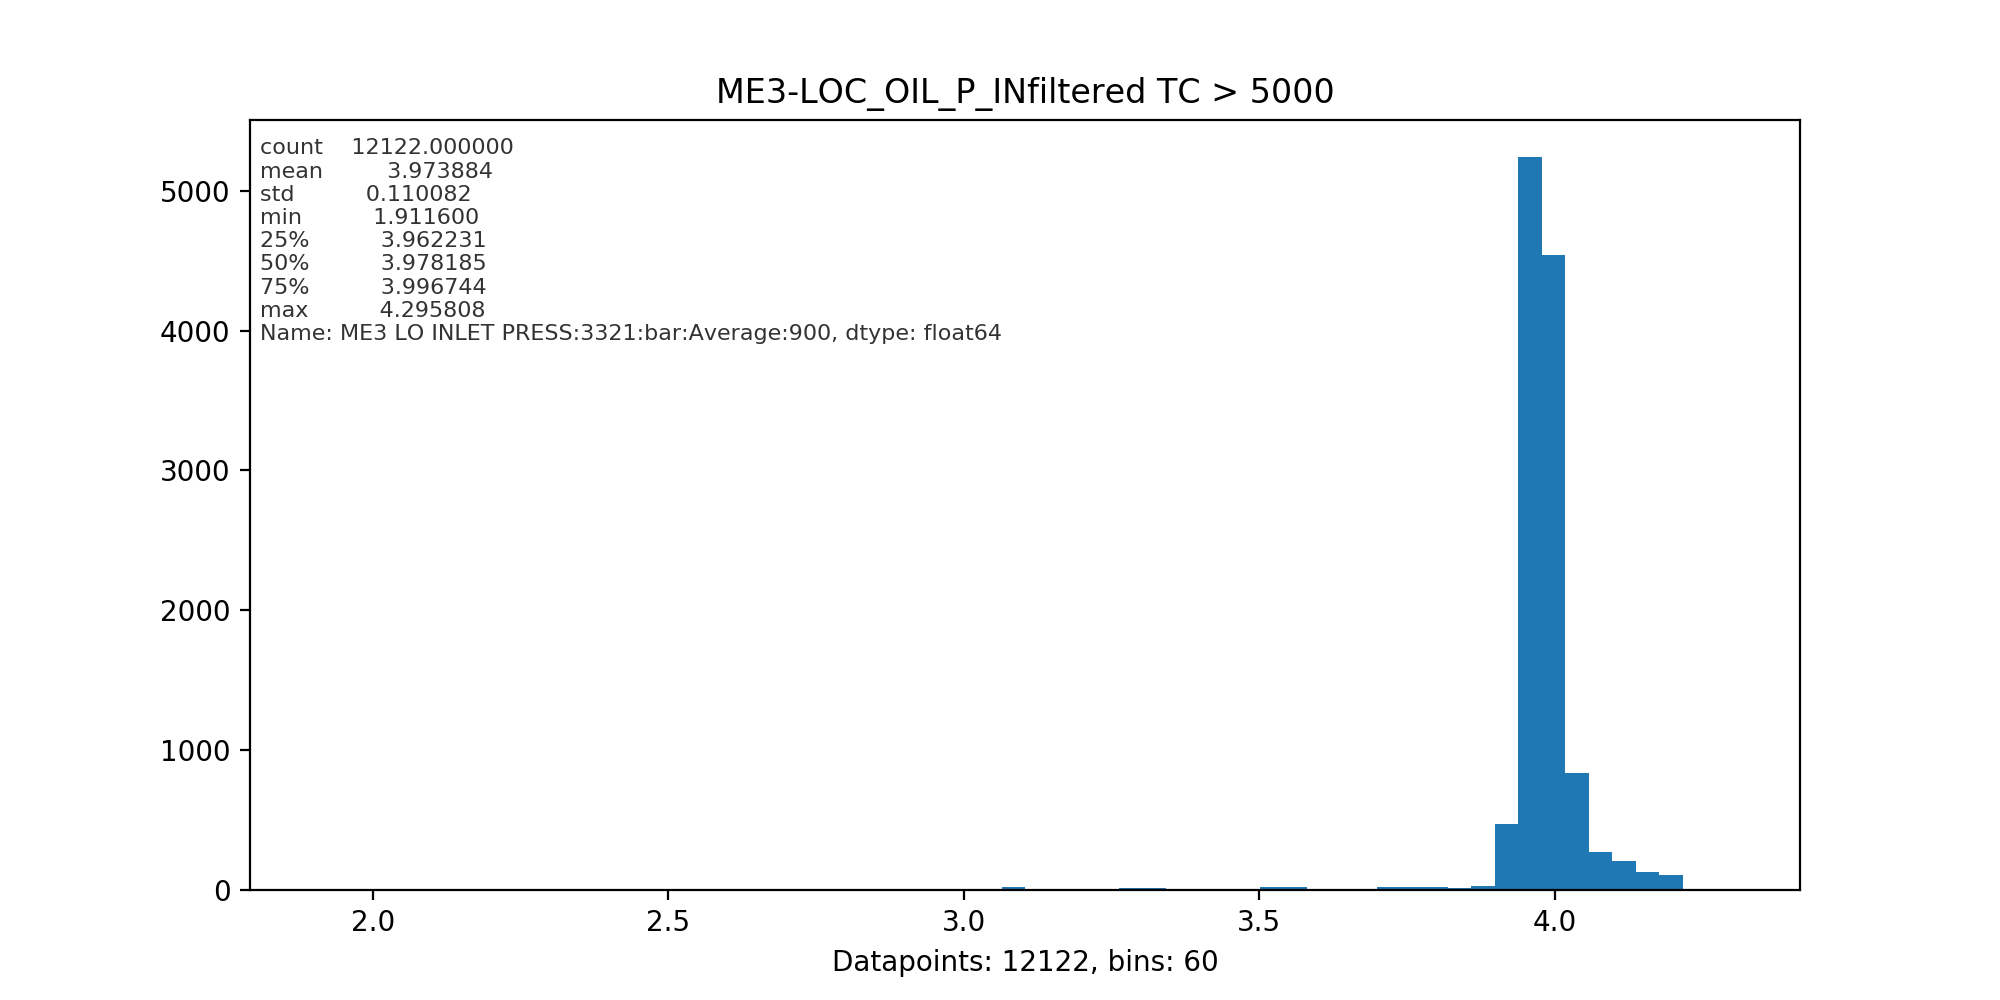 ME3-LOC_OIL_P_INfiltered TC > 5000
count 12122.000000
mean 3.973884
std 0.110082
min 1.911600
25% 3.962231
50% 3.978185
75% 3.996744
max 4.295808
Name: ME3 LO INLET PRESS:3321:bar:Average:900, dtype: float64
5000
4000
3000
2000
1000
0
2.0 2.5 3.0 3.5 4.0
Datapoints: 12122, bins: 60